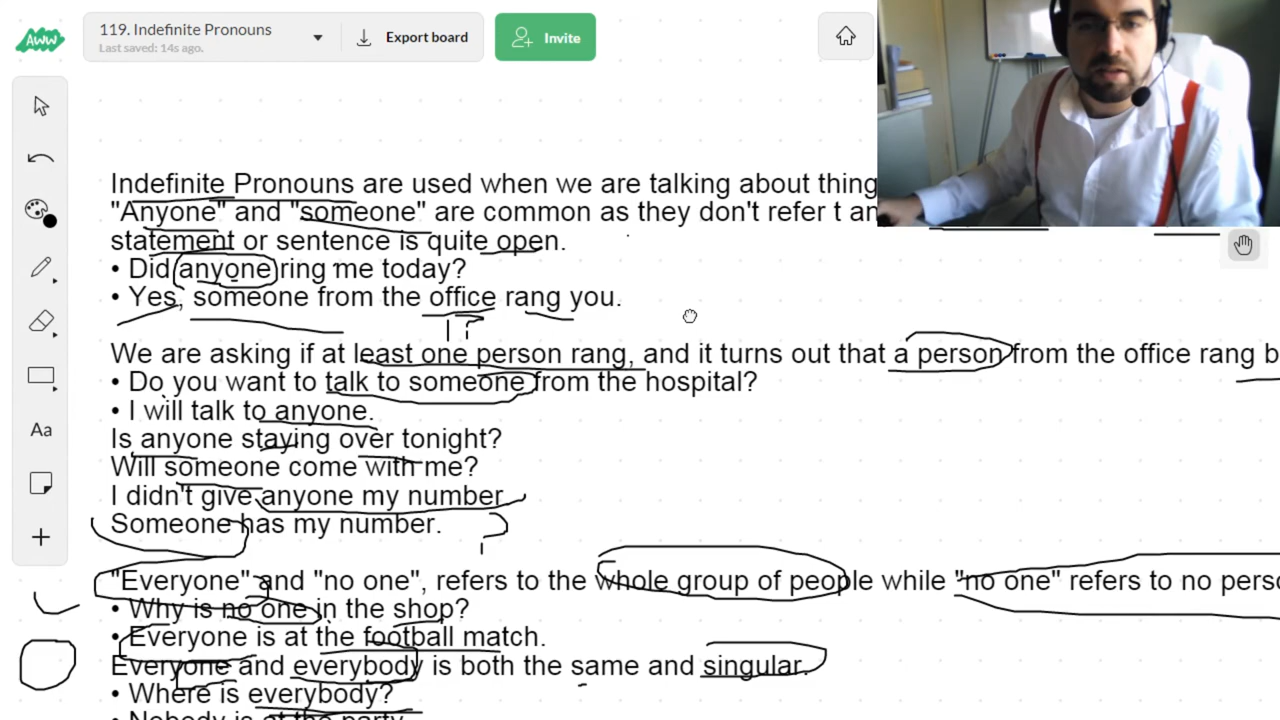 AWW
119. Indefinite Pronouns
Last saved: 14s ago.
Export board
Invite
Indefinite Pronouns are used when we are talking about thing
"Anyone" and "someone" are common as they don't refer t an
statement or sentence is quite open.
• Did anyone ring me today?
• Yes, someone from the office rang you.
We are asking if at least one person rang, and it turns out that a person from the office rang b
• Do you want to talk to someone from the hospital?
• I will talk to anyone.
Is anyone staying over tonight?
Will someone come with me?
I didn't give anyone my number
Someone has my number.
"Everyone" and "no one", refers to the whole group of people while "no one" refers to no perso
• Why is no one in the shop?
• Everyone is at the football match.
Everyone and everybody is both the same and singular.
• Where is everybody?
• Nobody is at the party
Aa